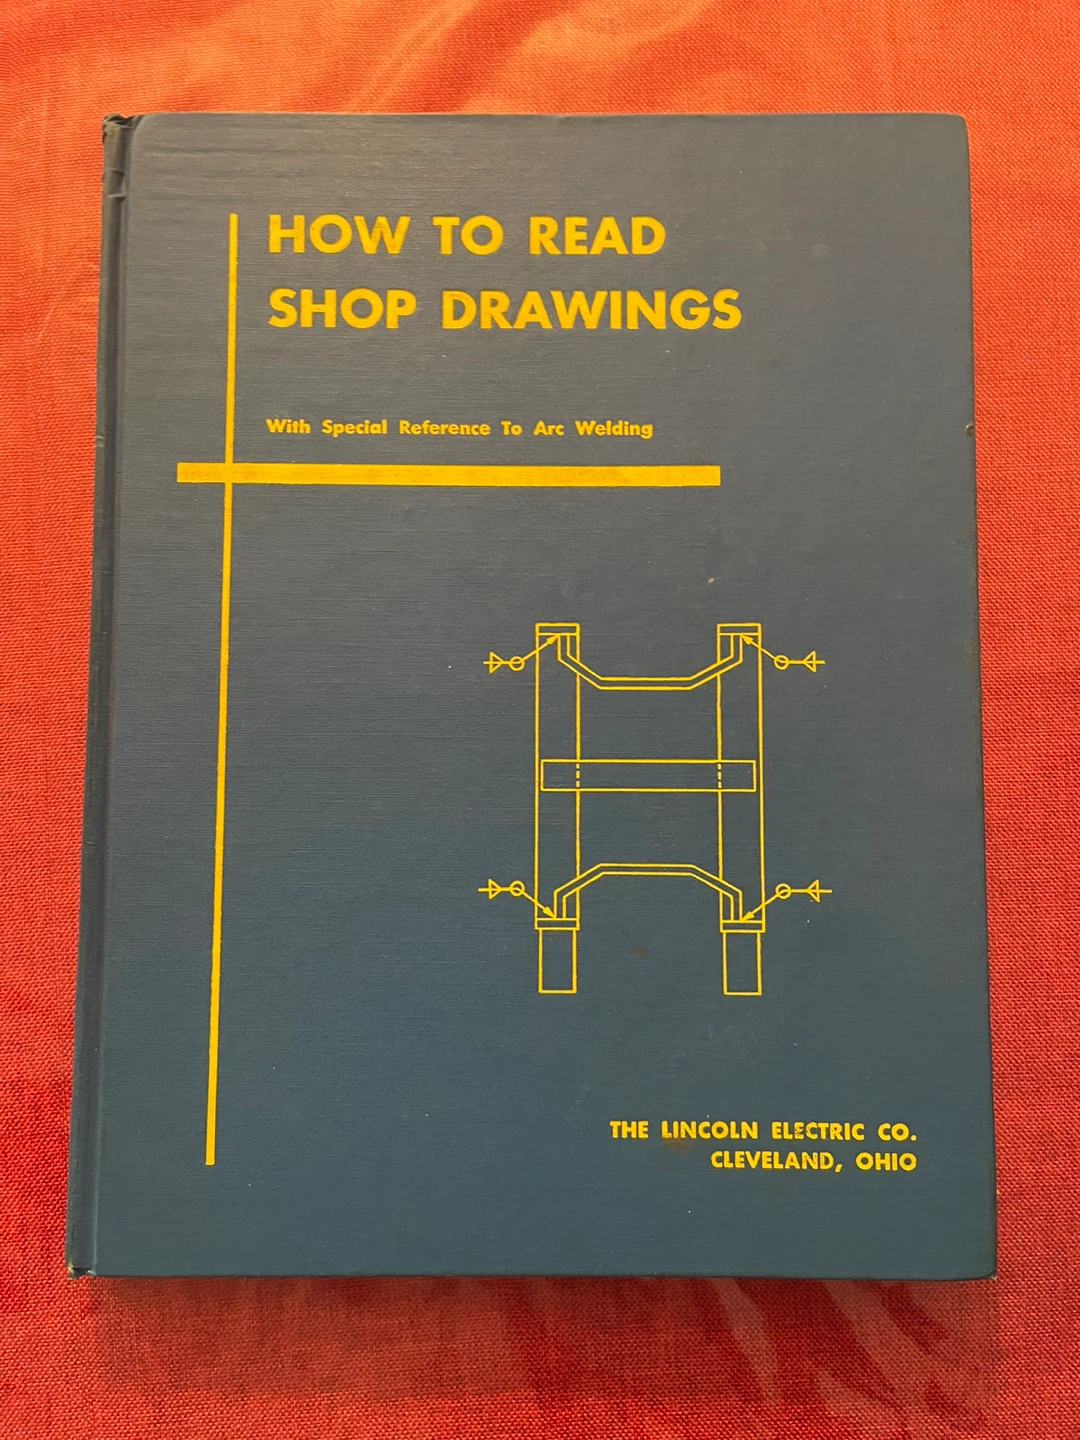 HOW TO READ
SHOP DRAWINGS
With Special Reference To Arc Welding
THE LINCOLN ELECTRIC CO.
CLEVELAND, OHIO